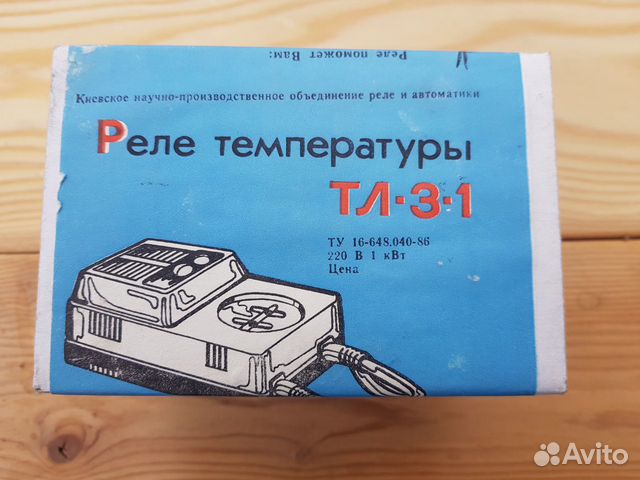 Реле поможет Вам:
Киевское научно-производственное объединение реле и автоматики
Реле температуры
ТЛ·3·1
ТУ 16-648.040-86
220 В 1 кВт
Цена
Avito